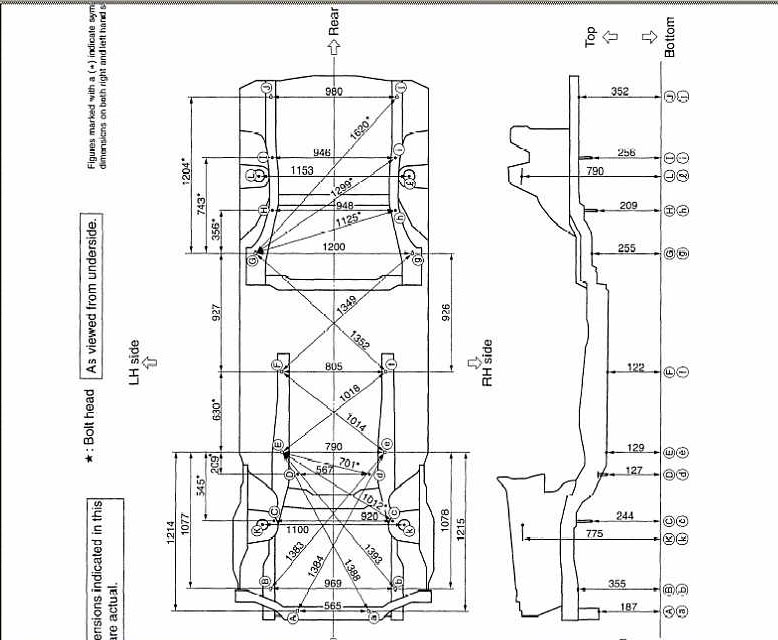 Figures marked with a (*) indicate sym
dimensions on both right and left hand s
Rear
Top
Bottom
★: Bolt head
As viewed from underside.
LH side
RH side
ensions indicated in this
are actual.
J
980
i
352
J j
1620*
1204*
I
946
i
256
I i
L
1153
ℓ
790
L ℓ
1299*
743*
H
948
h
209
H h
1125*
356*
G
1200
g
255
G g
927
1349
926
1352
F
805
f
122
F f
630*
1018
1014
E
790
e
129
E e
209*
D
567
701*
d
127
D d
545*
1012*
C
920
c
244
C c
K
1100
k
775
K k
1214
1077
1078
1215
1383
1384
1388
1393
B
969
b
355
B b
A
565
a
187
A a